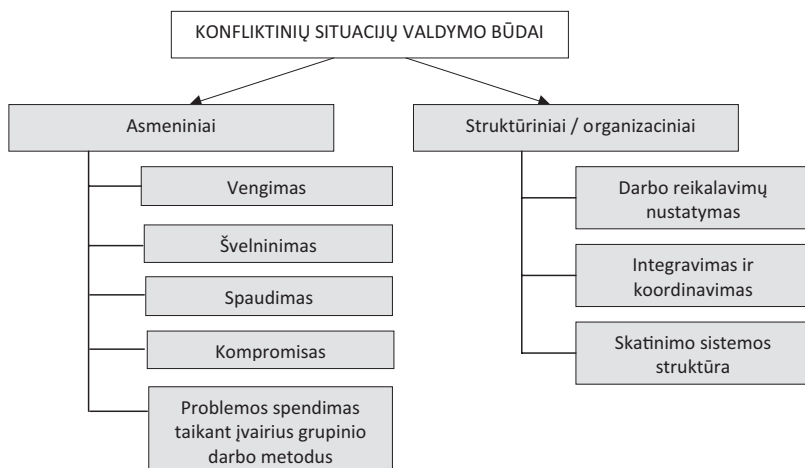 KONFLIKTINIŲ SITUACIJŲ VALDYMO BŪDAI
Asmeniniai
Vengimas
Švelninimas
Spaudimas
Kompromisas
Problemos spendimas
taikant įvairius grupinio
darbo metodus
Struktūriniai / organizaciniai
Darbo reikalavimų
nustatymas
Integravimas ir
koordinavimas
Skatinimo sistemos
struktūra